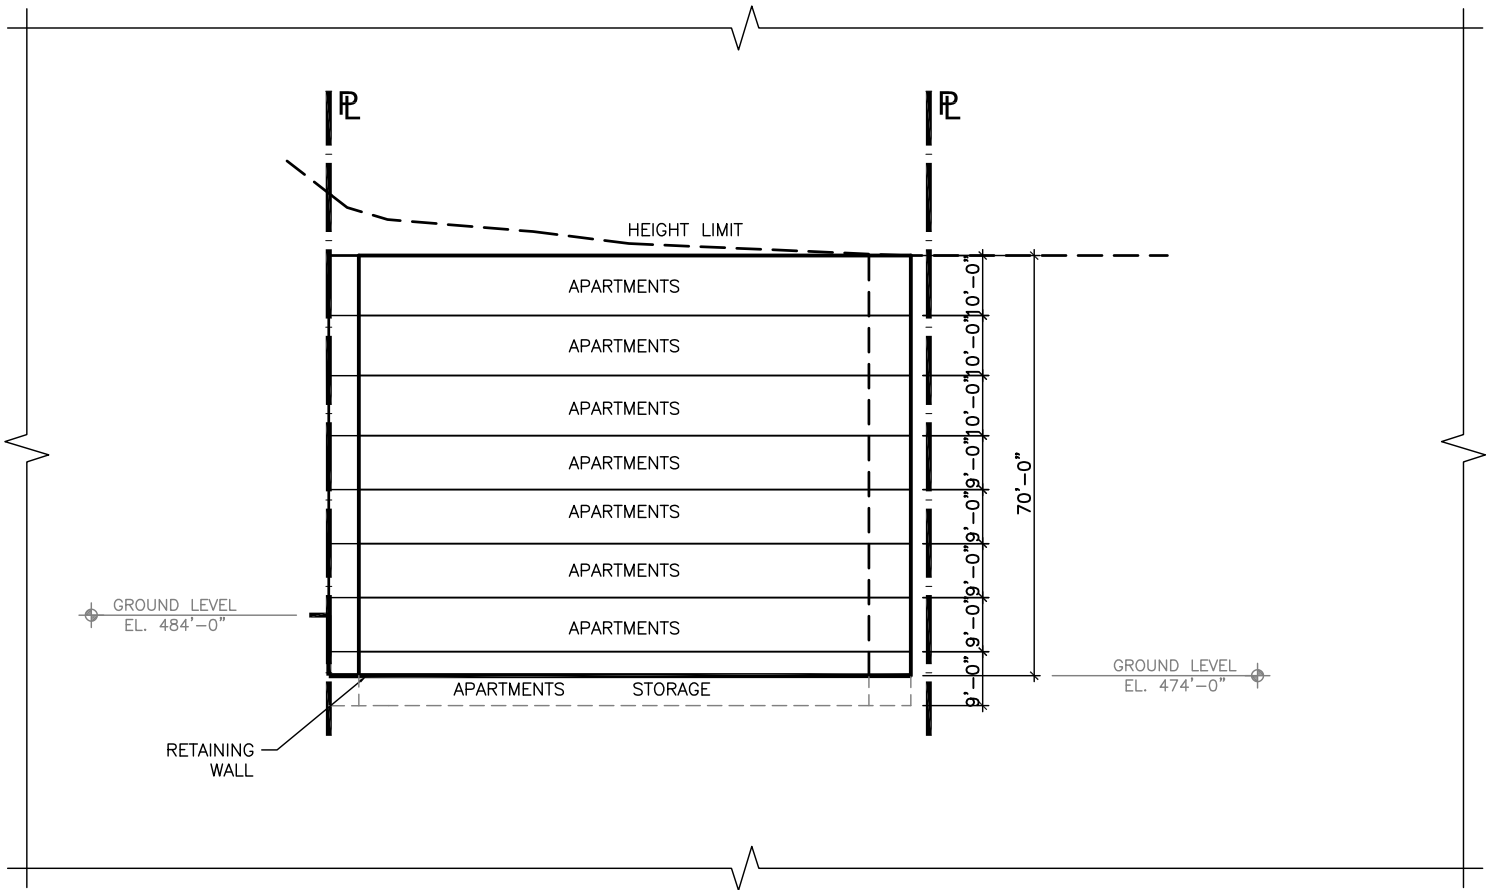 PL
PL
HEIGHT LIMIT
APARTMENTS
10'-0"
APARTMENTS
10'-0"
APARTMENTS
10'-0"
APARTMENTS
9'-0"
70'-0"
APARTMENTS
9'-0"
APARTMENTS
9'-0"
GROUND LEVEL
EL. 484'-0"
APARTMENTS
9'-0"
GROUND LEVEL
EL. 474'-0"
APARTMENTS STORAGE
9'-0"
RETAINING
WALL